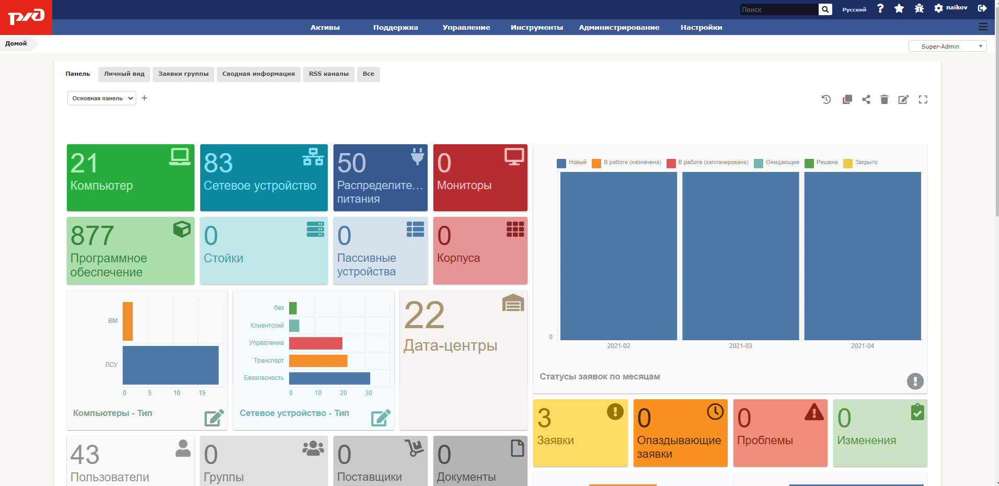 ржд
Поиск
Русский
naikov
Активы
Поддержка
Управление
Инструменты
Администрирование
Настройки
Домой
Super-Admin
Панель
Личный вид
Заявки группы
Сводная информация
RSS каналы
Все
Основная панель
21
Компьютер
83
Сетевое устройство
50
Распределите...
питания
0
Мониторы
877
Программное
обеспечение
0
Стойки
0
Пассивные
устройства
0
Корпуса
ВМ
ЛСУ
0 5 10 15
Компьютеры - Тип
без
Клиентский
Управление
Транспорт
Безопасность
0 10 20 30
Сетевое устройство - Тип
22
Дата-центры
Новый
В работе (назначена)
В работе (запланирована)
Ожидающие
Решена
Закрыто
0
2021-02 2021-03 2021-04
Статусы заявок по месяцам
3
Заявки
0
Опаздывающие
заявки
0
Проблемы
0
Изменения
43
Пользователи
0
Группы
0
Поставщики
0
Документы